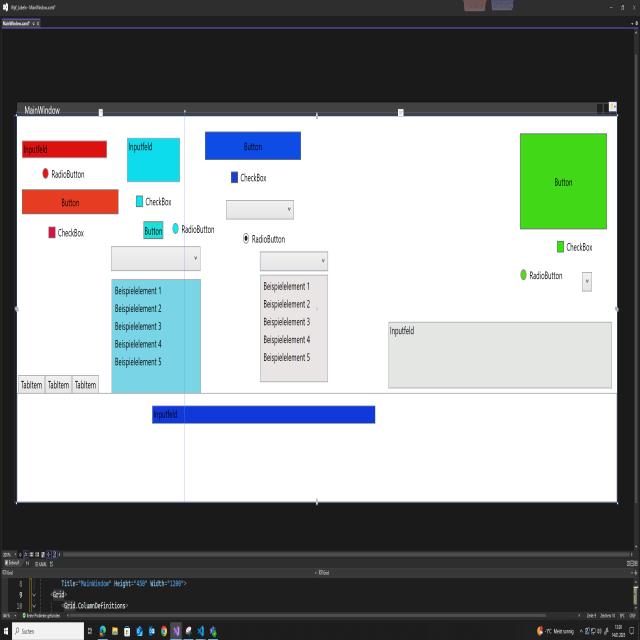 MainWindow
Inputfeld
Inputfeld
Button
Button
RadioButton
CheckBox
CheckBox
Button
CheckBox
Button
RadioButton
RadioButton
CheckBox
RadioButton
Beispielelement 1
Beispielelement 2
Beispielelement 3
Beispielelement 4
Beispielelement 5
Beispielelement 1
Beispielelement 2
Beispielelement 3
Beispielelement 4
Beispielelement 5
Inputfeld
TabItem TabItem TabItem
Inputfeld
8 Title="MainWindow" Height="450" Width="1200">
9 <Grid>
10 <Grid.ColumnDefinitions>
Suchen